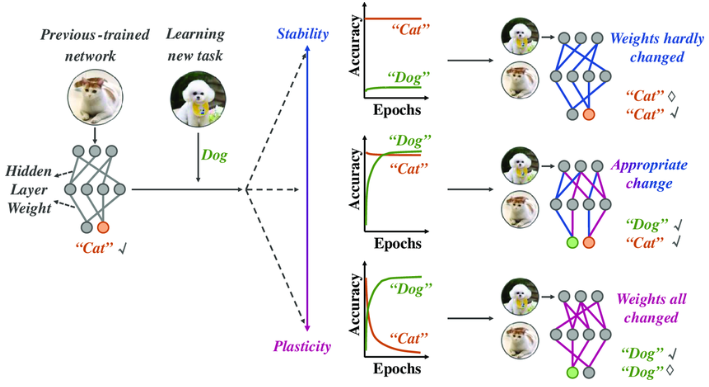 Previous-trained
network
Learning
new task
Dog
Hidden
Layer
Weight
“Cat” √
Stability
Plasticity
Accuracy
“Cat”
“Dog”
Epochs
Weights hardly
changed
“Cat” ◊
“Cat” √
Accuracy
“Dog”
“Cat”
Epochs
Appropriate
change
“Dog” √
“Cat” √
Accuracy
“Dog”
“Cat”
Epochs
Weights all
changed
“Dog” √
“Dog” ◊